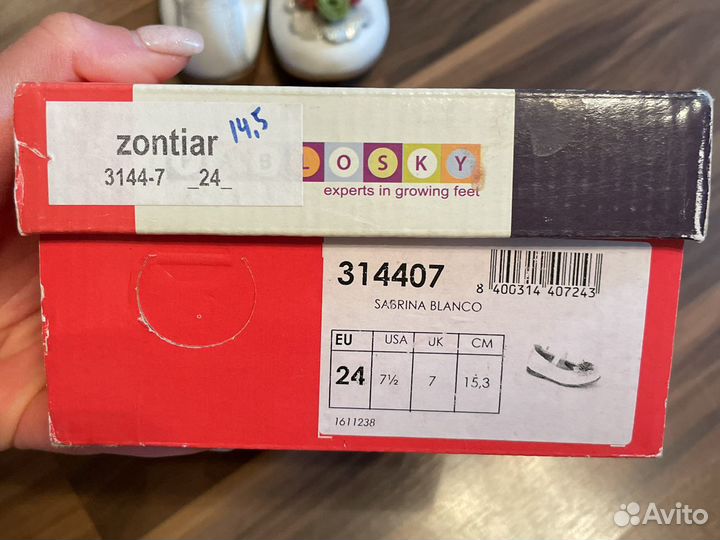 zontiar 14,5
3144-7 _24_
LOSKY
experts in growing feet
314407
SABRINA BLANCO
8 400314 407243
EU USA UK CM
24 7½ 7 15,3
1611238
Avito